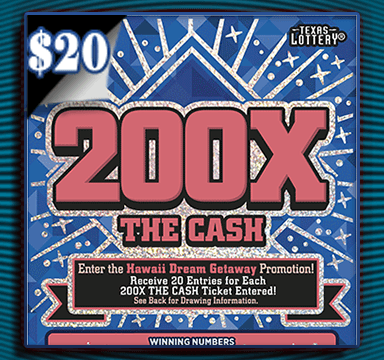 $20
TEXAS
LOTTERY®
200X
THE CASH
Enter the Hawaii Dream Getaway Promotion!
Receive 20 Entries for Each
200X THE CASH Ticket Entered!
See Back for Drawing Information.
WINNING NUMBERS